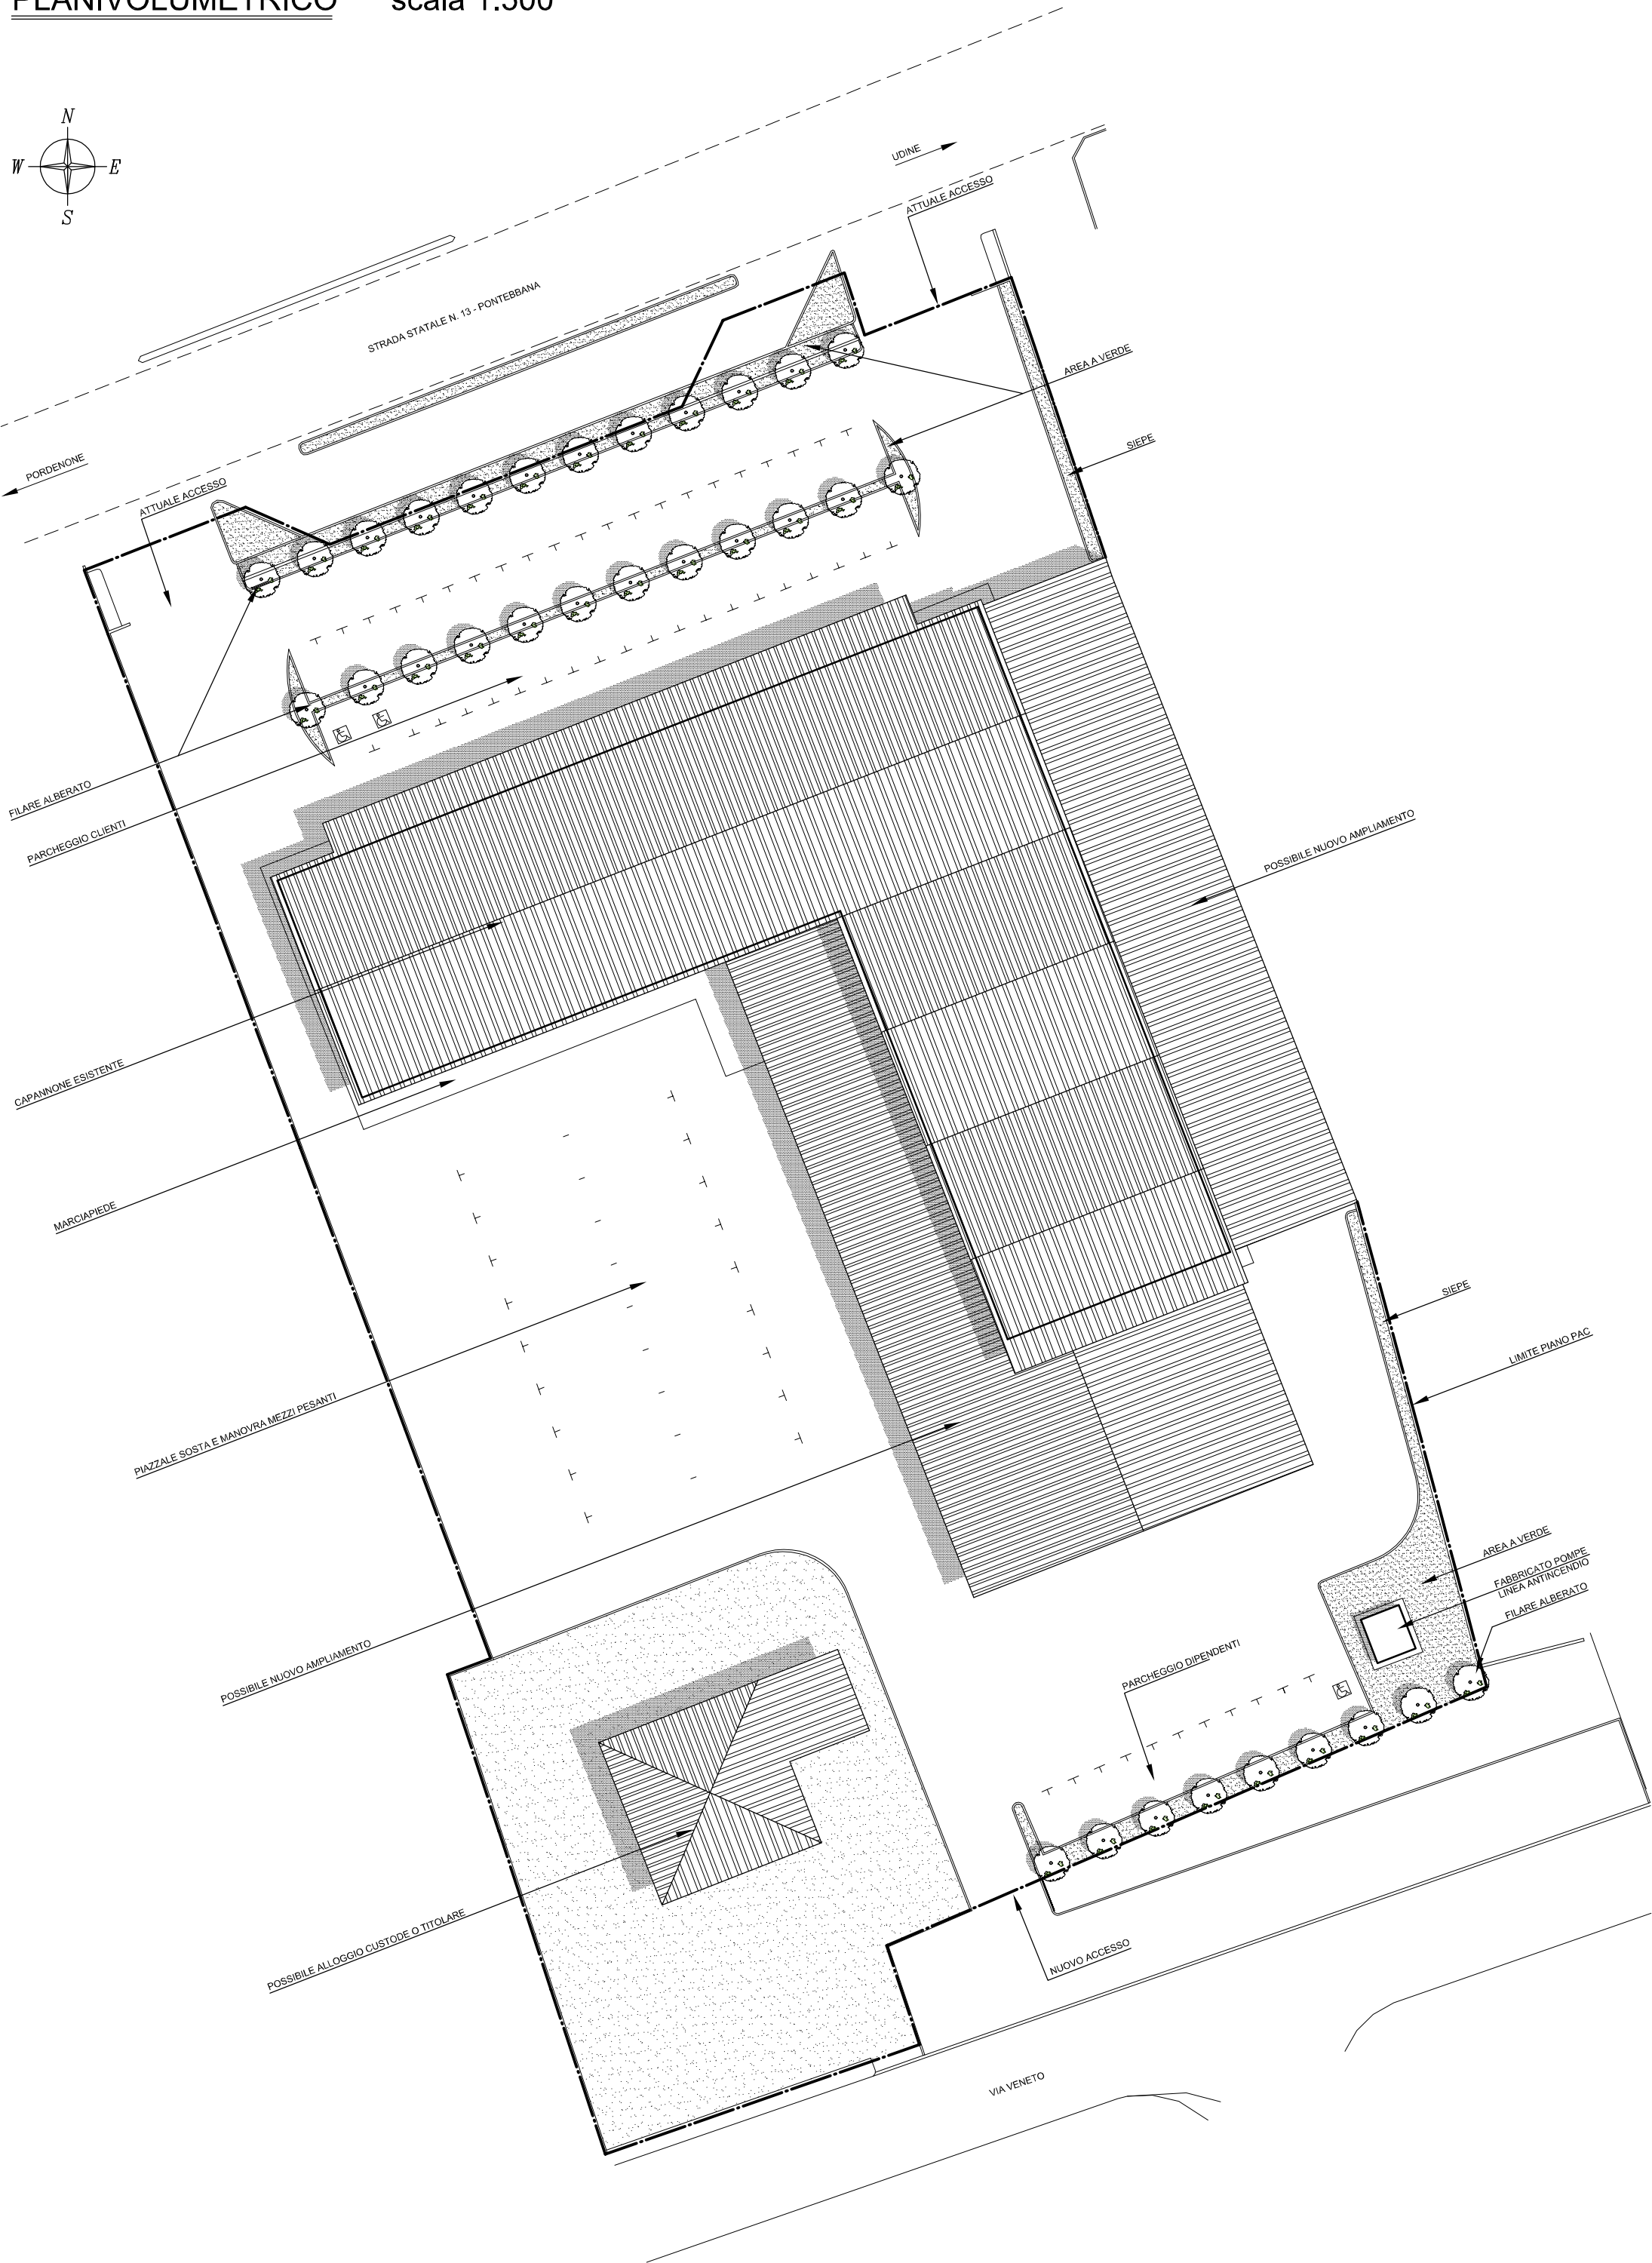 PLANIVOLUMETRICO scala 1:500
N
W E
S
UDINE
ATTUALE ACCESSO
STRADA STATALE N. 13 - PONTEBBANA
AREA A VERDE
SIEPE
PORDENONE
ATTUALE ACCESSO
FILARE ALBERATO
PARCHEGGIO CLIENTI
POSSIBILE NUOVO AMPLIAMENTO
CAPANNONE ESISTENTE
MARCIAPIEDE
SIEPE
LIMITE PIANO PAC
PIAZZALE SOSTA E MANOVRA MEZZI PESANTI
AREA A VERDE
FABBRICATO POMPE
LINEA ANTINCENDIO
FILARE ALBERATO
POSSIBILE NUOVO AMPLIAMENTO
PARCHEGGIO DIPENDENTI
POSSIBILE ALLOGGIO CUSTODE O TITOLARE
NUOVO ACCESSO
VIA VENETO